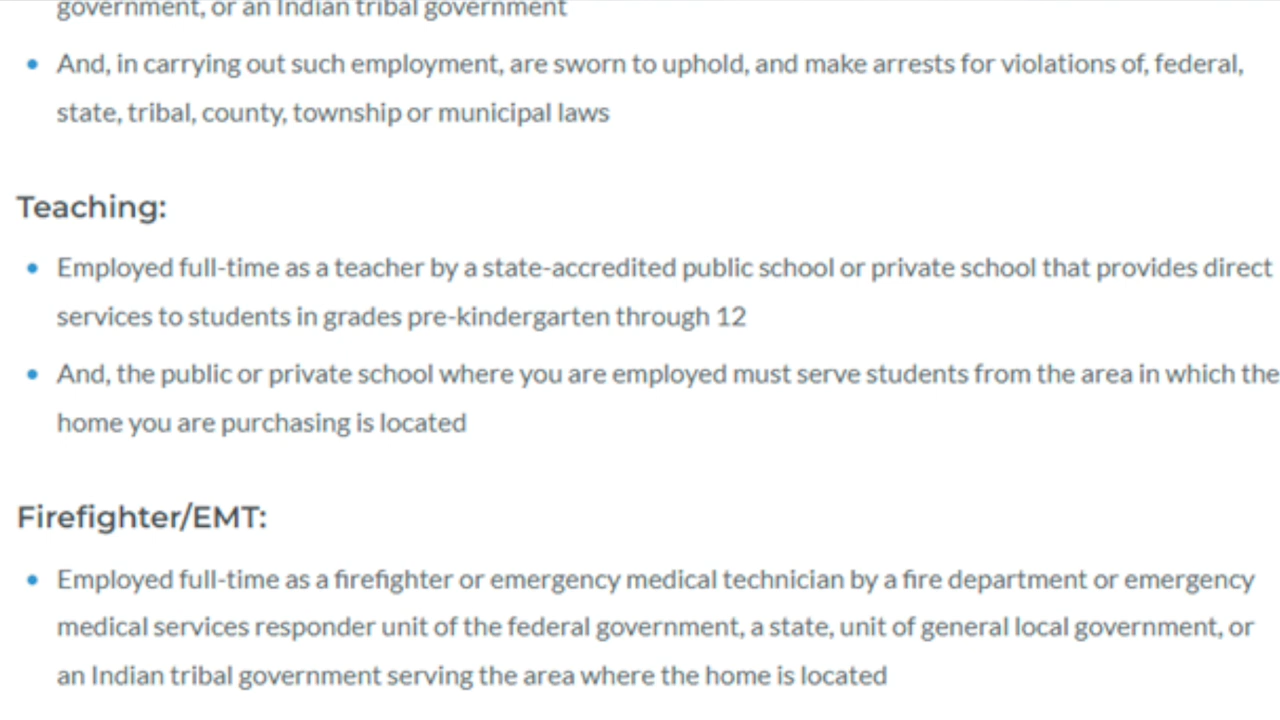 government, or an Indian tribal government
And, in carrying out such employment, are sworn to uphold, and make arrests for violations of, federal,
state, tribal, county, township or municipal laws
Teaching:
Employed full-time as a teacher by a state-accredited public school or private school that provides direct
services to students in grades pre-kindergarten through 12
And, the public or private school where you are employed must serve students from the area in which the
home you are purchasing is located
Firefighter/EMT:
Employed full-time as a firefighter or emergency medical technician by a fire department or emergency
medical services responder unit of the federal government, a state, unit of general local government, or
an Indian tribal government serving the area where the home is located